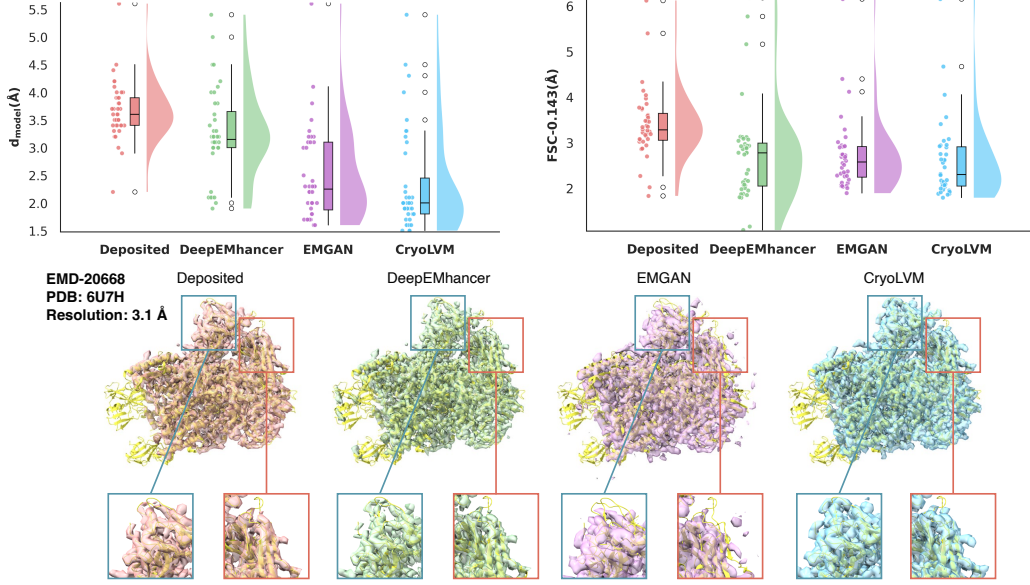 5.5
5.0
4.5
4.0
3.5
3.0
2.5
2.0
1.5
d_model(Å)
Deposited DeepEMhancer EMGAN CryoLVM
6
5
4
3
2
FSC-0.143(Å)
Deposited DeepEMhancer EMGAN CryoLVM
EMD-20668
PDB: 6U7H
Resolution: 3.1 Å
Deposited DeepEMhancer EMGAN CryoLVM